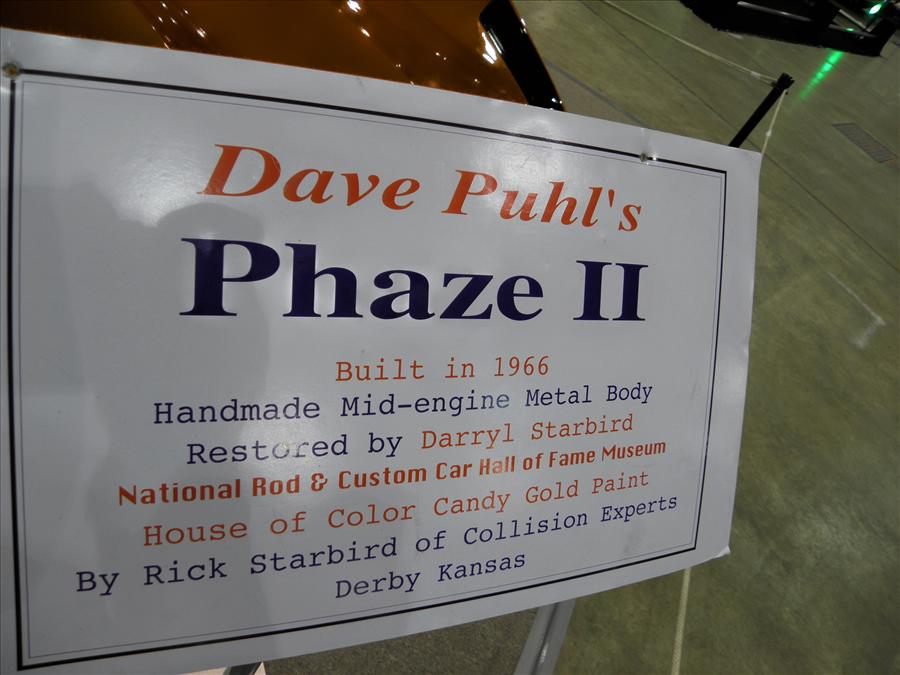 Dave Puhl's
Phaze II
Built in 1966
Handmade Mid-engine Metal Body
Restored by Darryl Starbird
National Rod & Custom Car Hall of Fame Museum
House of Color Candy Gold Paint
By Rick Starbird of Collision Experts
Derby Kansas